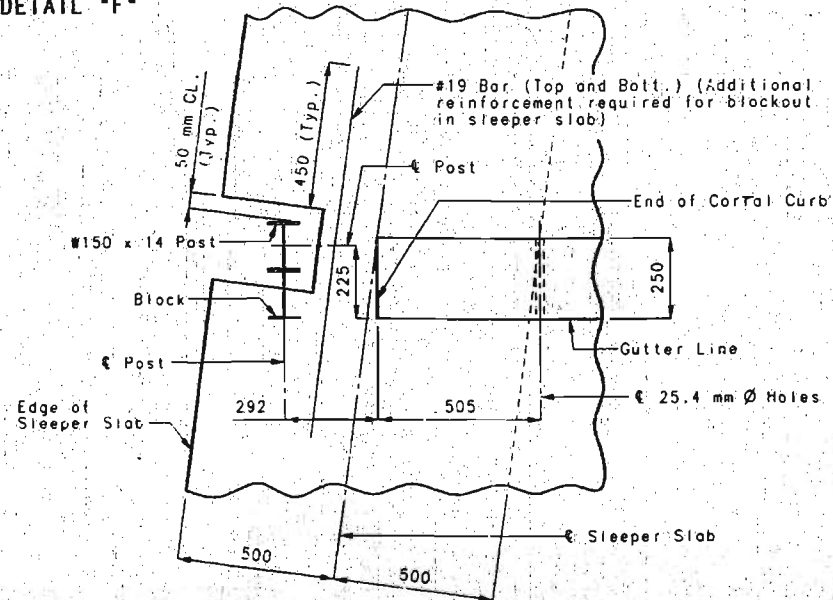 DETAIL "F"
#19 Bar (Top and Bott.) (Additional
reinforcement required for blockout
in sleeper slab)
50 mm CL.
(Typ.)
450 (Typ.)
℄ Post
End of Corral Curb
W150 x 14 Post
225
250
Block
Gutter Line
℄ Post
292
505
℄ 25.4 mm Ø Holes
Edge of
Sleeper Slab
℄ Sleeper Slab
500
500